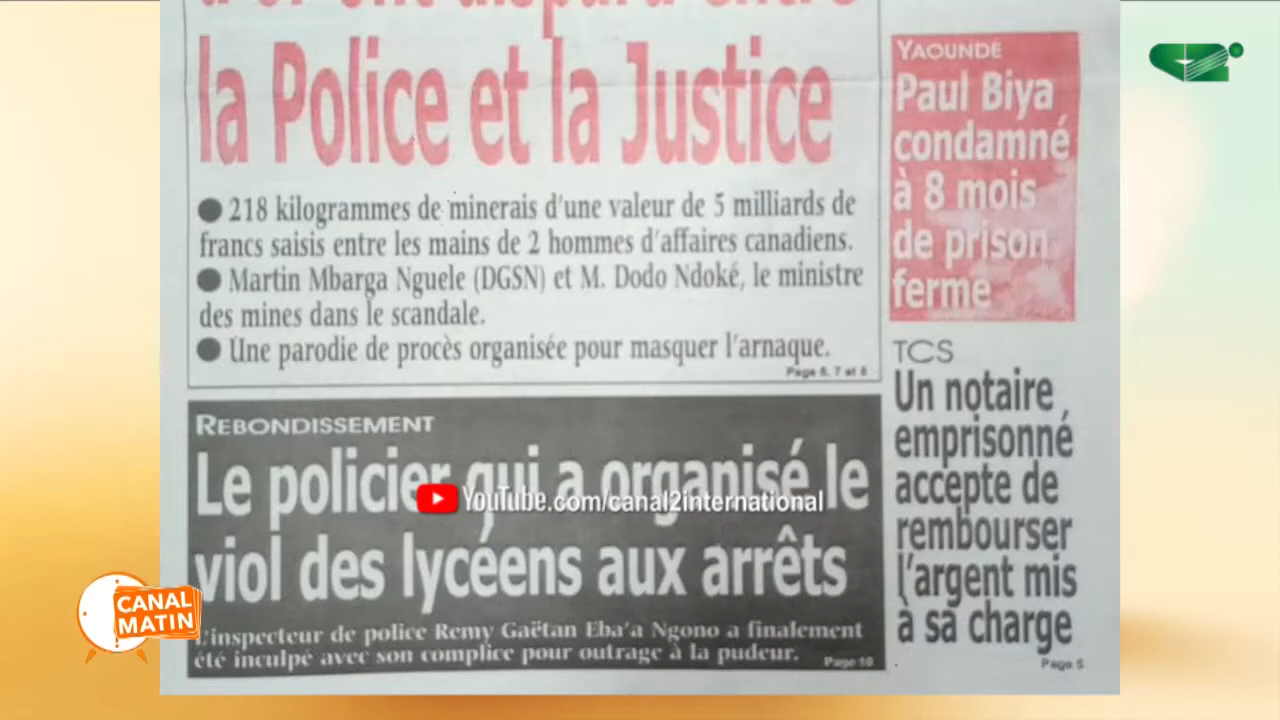 la Police et la Justice
● 218 kilogrammes de minerais d'une valeur de 5 milliards de
francs saisis entre les mains de 2 hommes d'affaires canadiens.
● Martin Mbarga Nguele (DGSN) et M. Dodo Ndoké, le ministre
des mines dans le scandale.
● Une parodie de procès organisée pour masquer l'arnaque.
Page 6, 7 et 8
REBONDISSEMENT
Le policier qui a organisé le
YouTube.com/canal2international
viol des lycéens aux arrêts
L'inspecteur de police Remy Gaëtan Eba'a Ngono a finalement
été inculpé avec son complice pour outrage à la pudeur.
Page 10
YAOUNDÉ
Paul Biya
condamné
à 8 mois
de prison
ferme
TCS
Un notaire
emprisonné
accepte de
rembourser
l'argent mis
à sa charge
Page 5
CANAL
MATIN